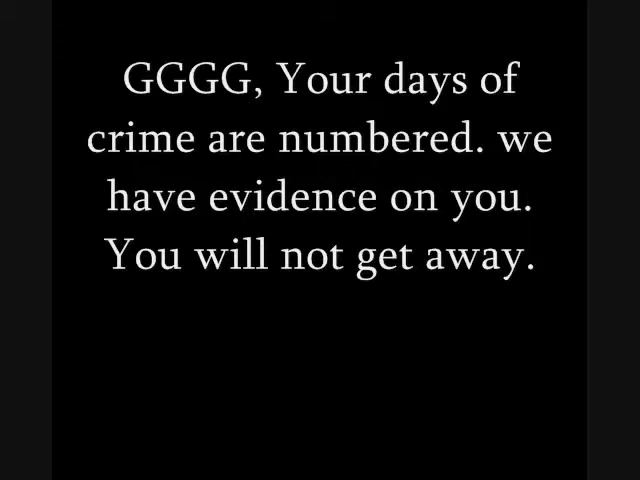 GGGG, Your days of
crime are numbered. we
have evidence on you.
You will not get away.